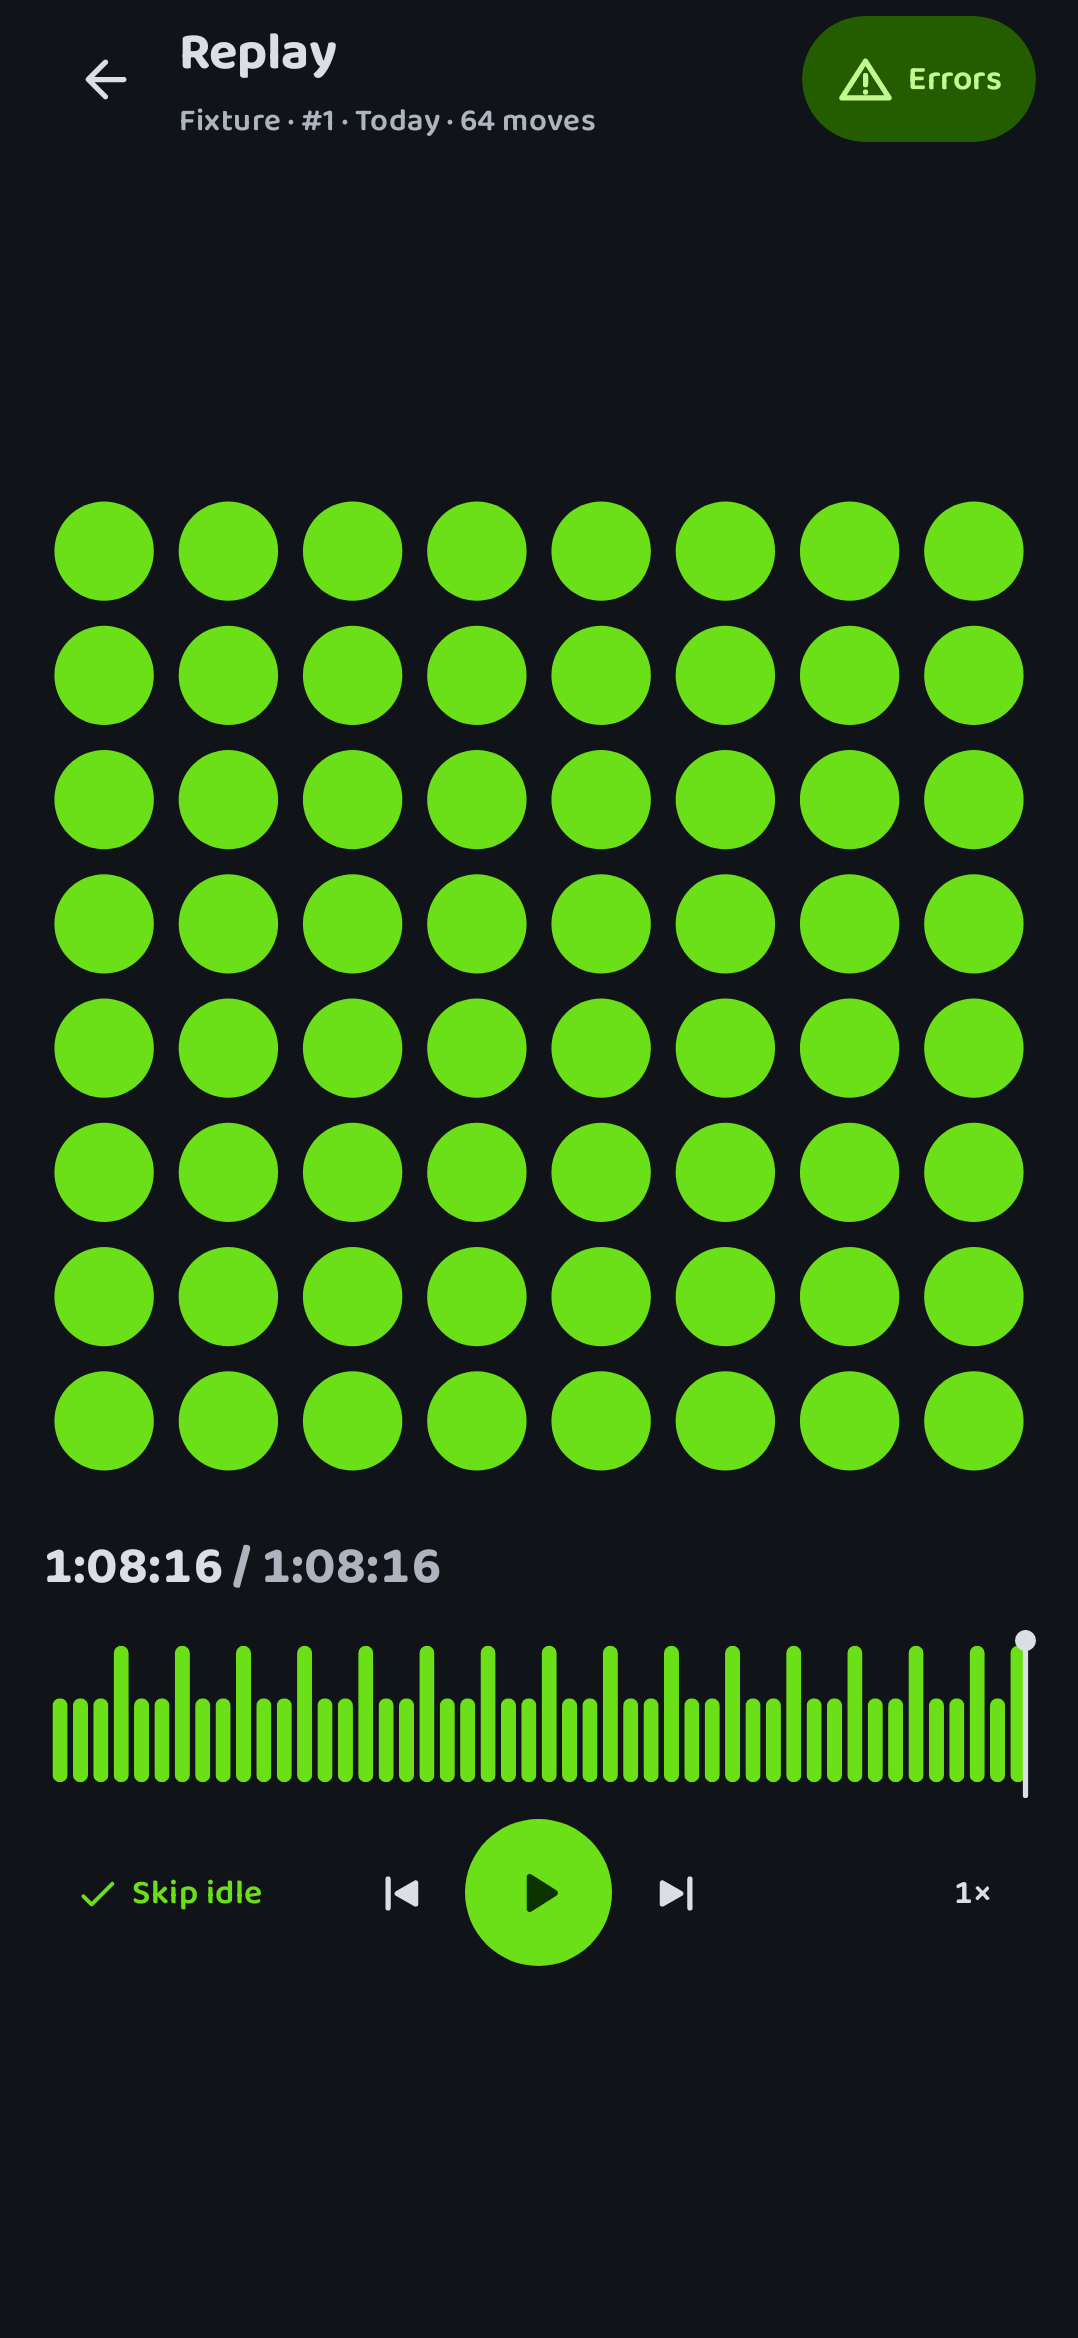 Replay
Fixture · #1 · Today · 64 moves
Errors
1:08:16 / 1:08:16
Skip idle
1×